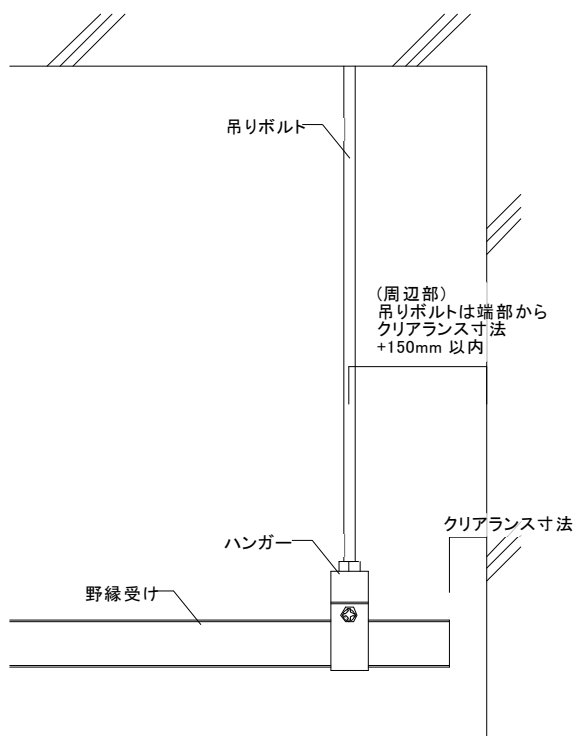 吊りボルト
(周辺部)
吊りボルトは端部から
クリアランス寸法
+150mm 以内
クリアランス寸法
ハンガー
野縁受け